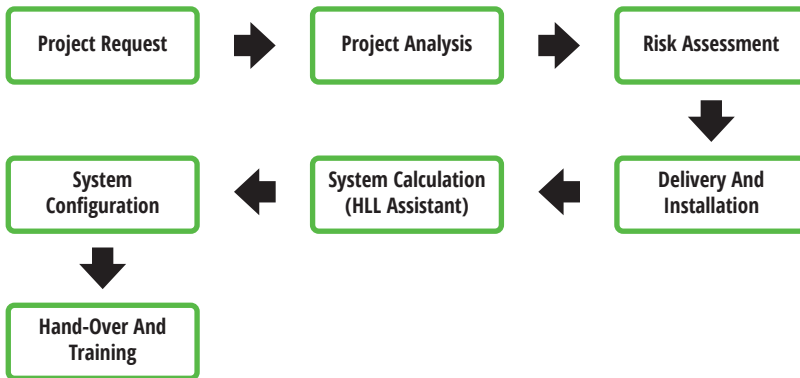 Project Request
Project Analysis
Risk Assessment
Delivery And
Installation
System Calculation
(HLL Assistant)
System
Configuration
Hand-Over And
Training